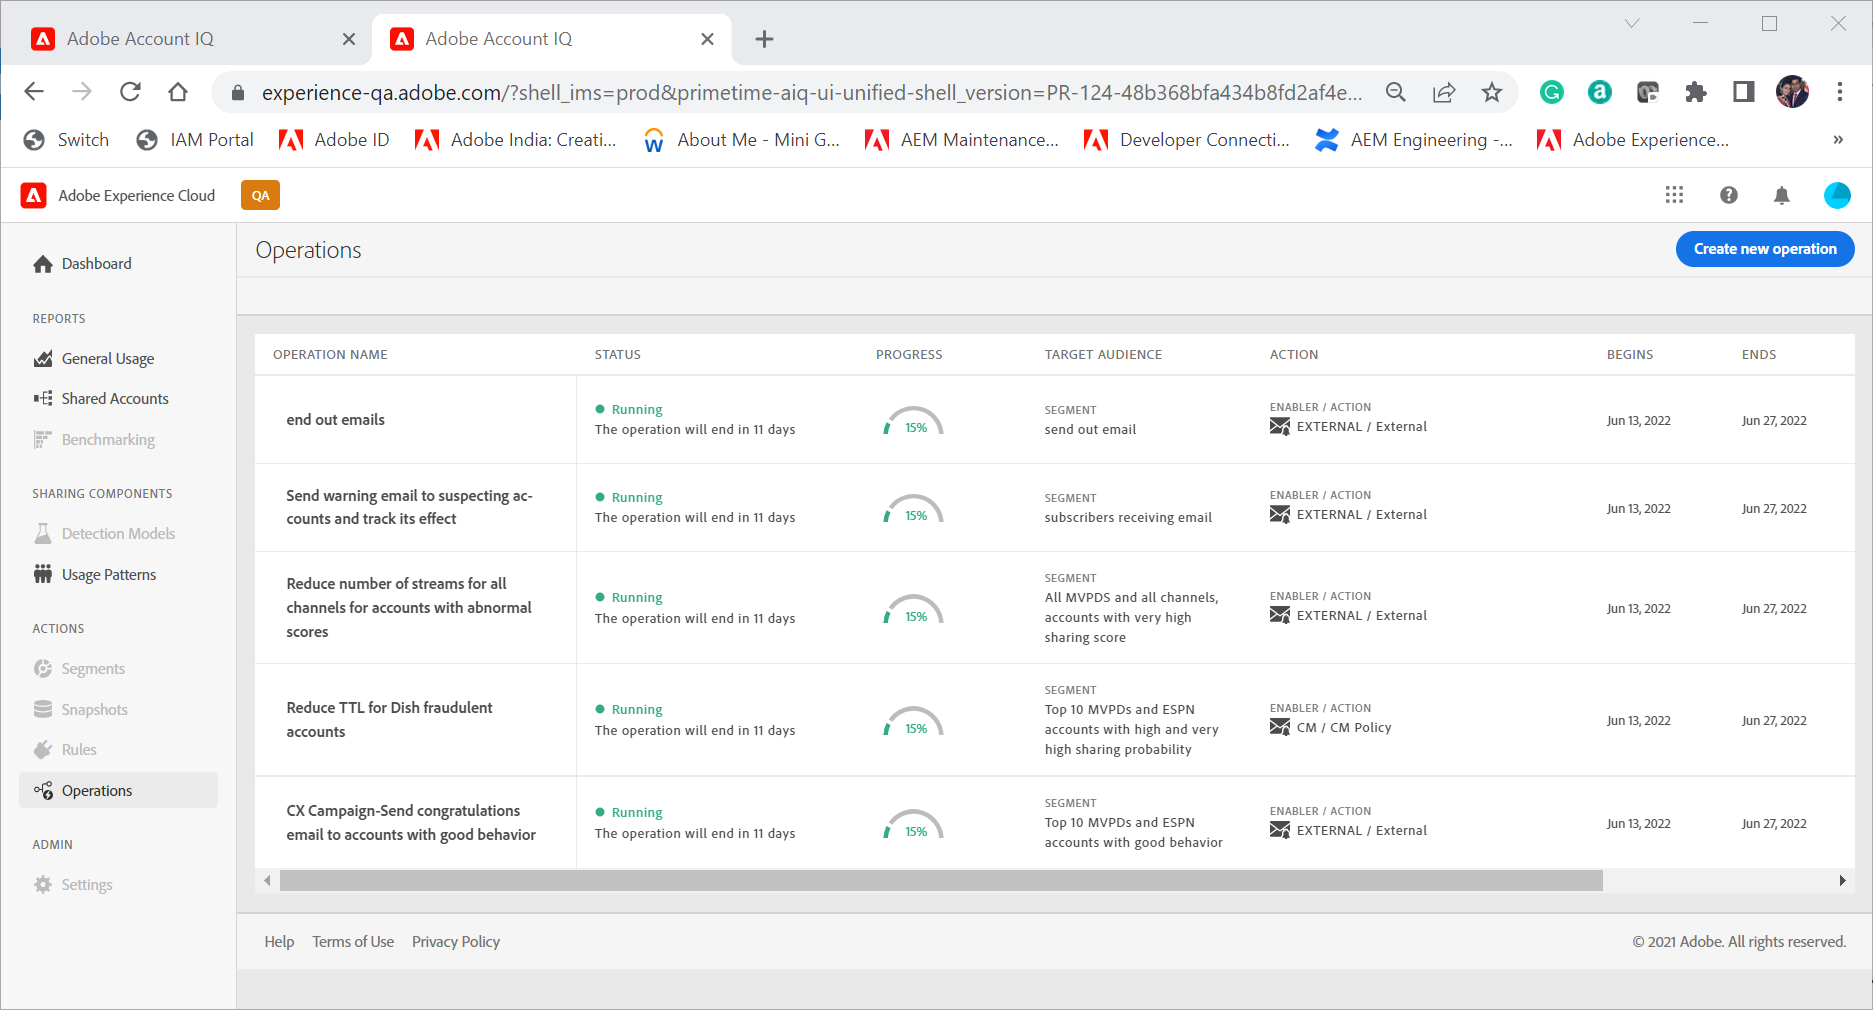 Adobe Account IQ
Adobe Account IQ
experience-qa.adobe.com/?shell_ims=prod&primetime-aiq-ui-unified-shell_version=PR-124-48b368bfa434b8fd2af4e...
Switch
IAM Portal
Adobe ID
Adobe India: Creati...
About Me - Mini G...
AEM Maintenance...
Developer Connecti...
AEM Engineering -...
Adobe Experience...
»
Adobe Experience Cloud
QA
Dashboard
REPORTS
General Usage
Shared Accounts
Benchmarking
SHARING COMPONENTS
Detection Models
Usage Patterns
ACTIONS
Segments
Snapshots
Rules
Operations
ADMIN
Settings
Operations
Create new operation
OPERATION NAME STATUS PROGRESS TARGET AUDIENCE ACTION BEGINS ENDS
end out emails
Running
The operation will end in 11 days
15%
SEGMENT
send out email
ENABLER / ACTION
EXTERNAL / External
Jun 13, 2022
Jun 27, 2022
Send warning email to suspecting ac-
counts and track its effect
Running
The operation will end in 11 days
15%
SEGMENT
subscribers receiving email
ENABLER / ACTION
EXTERNAL / External
Jun 13, 2022
Jun 27, 2022
Reduce number of streams for all
channels for accounts with abnormal
scores
Running
The operation will end in 11 days
15%
SEGMENT
All MVPDS and all channels,
accounts with very high
sharing score
ENABLER / ACTION
EXTERNAL / External
Jun 13, 2022
Jun 27, 2022
Reduce TTL for Dish fraudulent
accounts
Running
The operation will end in 11 days
15%
SEGMENT
Top 10 MVPDs and ESPN
accounts with high and very
high sharing probability
ENABLER / ACTION
CM / CM Policy
Jun 13, 2022
Jun 27, 2022
CX Campaign-Send congratulations
email to accounts with good behavior
Running
The operation will end in 11 days
15%
SEGMENT
Top 10 MVPDs and ESPN
accounts with good behavior
ENABLER / ACTION
EXTERNAL / External
Jun 13, 2022
Jun 27, 2022
Help Terms of Use Privacy Policy
© 2021 Adobe. All rights reserved.